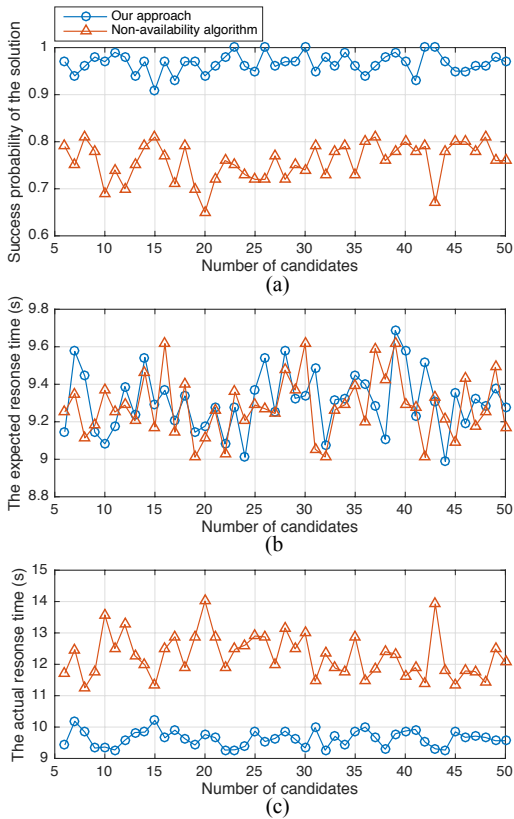 Our approach
Non-availability algorithm
Success probability of the solution
1
0.9
0.8
0.7
0.6
5 10 15 20 25 30 35 40 45 50
Number of candidates
(a)
The expected resonse time (s)
9.8
9.6
9.4
9.2
9
8.8
5 10 15 20 25 30 35 40 45 50
Number of candidates
(b
The actual resonse time (s)
15
14
13
12
11
10
9
5 10 15 20 25 30 35 40 45 50
Number of candidates
(c)